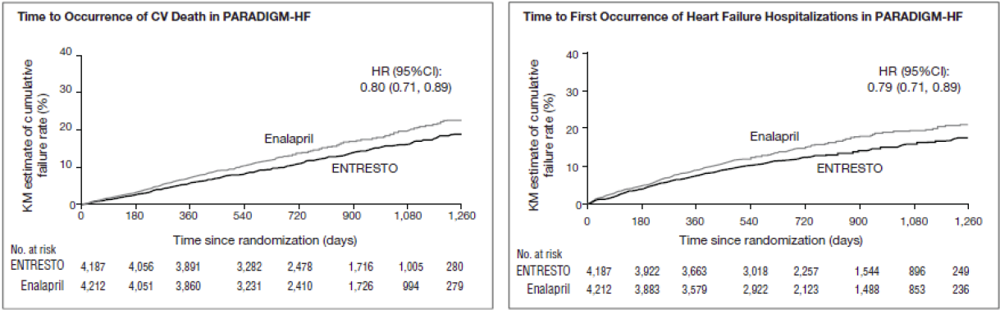 Time to Occurrence of CV Death in PARADIGM-HF
KM estimate of cumulative
failure rate (%)
40
30
20
10
0
HR (95%CI):
0.80 (0.71, 0.89)
Enalapril
ENTRESTO
0 180 360 540 720 900 1,080 1,260
Time since randomization (days)
No. at risk
ENTRESTO 4,187 4,056 3,891 3,282 2,478 1,716 1,005 280
Enalapril 4,212 4,051 3,860 3,231 2,410 1,726 994 279
Time to First Occurrence of Heart Failure Hospitalizations in PARADIGM-HF
KM estimate of cumulative
failure rate (%)
40
30
20
10
0
HR (95%CI):
0.79 (0.71, 0.89)
Enalapril
ENTRESTO
0 180 360 540 720 900 1,080 1,260
Time since randomization (days)
No. at risk
ENTRESTO 4,187 3,922 3,663 3,018 2,257 1,544 896 249
Enalapril 4,212 3,883 3,579 2,922 2,123 1,488 853 236